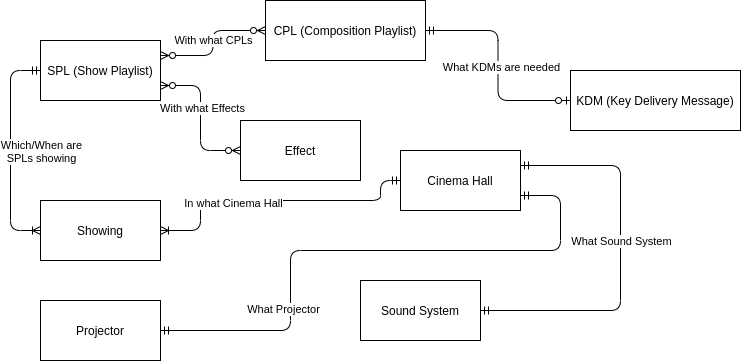 CPL (Composition Playlist)
With what CPLs
SPL (Show Playlist)
What KDMs are needed
KDM (Key Delivery Message)
With what Effects
Effect
Which/When are
SPLs showing
Cinema Hall
In what Cinema Hall
Showing
What Sound System
What Projector
Sound System
Projector